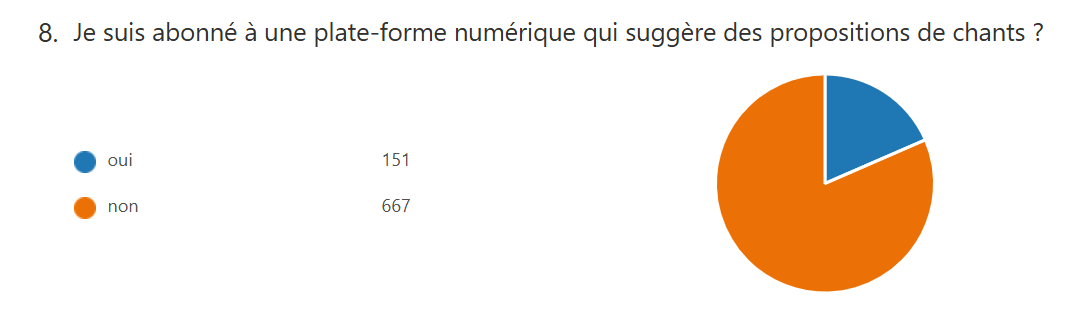 8. Je suis abonné à une plate-forme numérique qui suggère des propositions de chants ?
oui 151
non 667